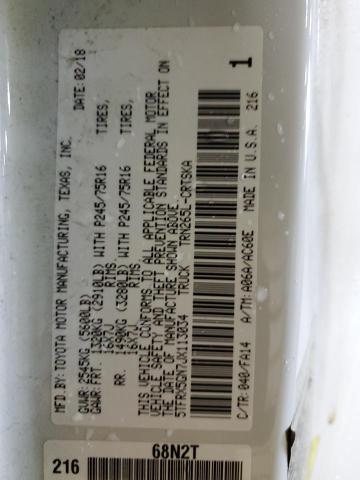 MFD.BY: TOYOTA MOTOR MANUFACTURING, TEXAS, INC. DATE: 02/18
GVWR: 2545KG (5600LB)
GAWR: FRT. 1320KG (2910LB) WITH P245/75R16 TIRES,
16X7J RIMS
RR. 1490KG (3280LB) WITH P245/75R16 TIRES,
16X7J RIMS
THIS VEHICLE CONFORMS TO ALL APPLICABLE FEDERAL MOTOR
VEHICLE SAFETY AND THEFT PREVENTION STANDARDS IN EFFECT ON
THE DATE OF MANUFACTURE SHOWN ABOVE.
5TFRX5GN7JX113034 TRUCK TRN265L-CRTSKA
C/TR: 040/FA14 A/TM: A06A/AC60E MADE IN U.S.A. 216
1
216
68N2T